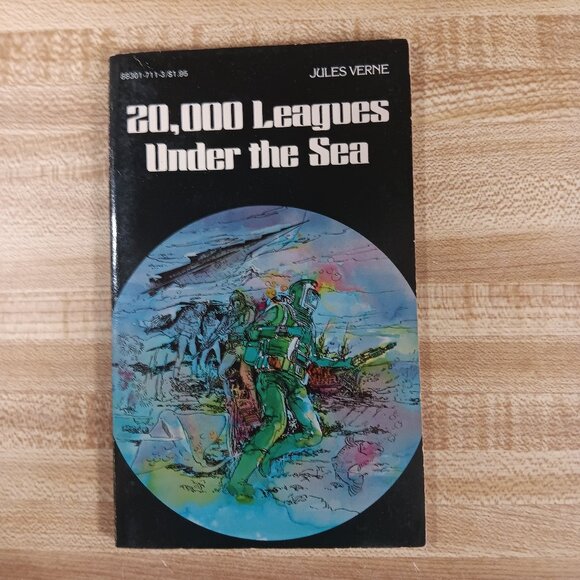 88301-711-3/$1.95
JULES VERNE
20,000 Leagues
Under the Sea